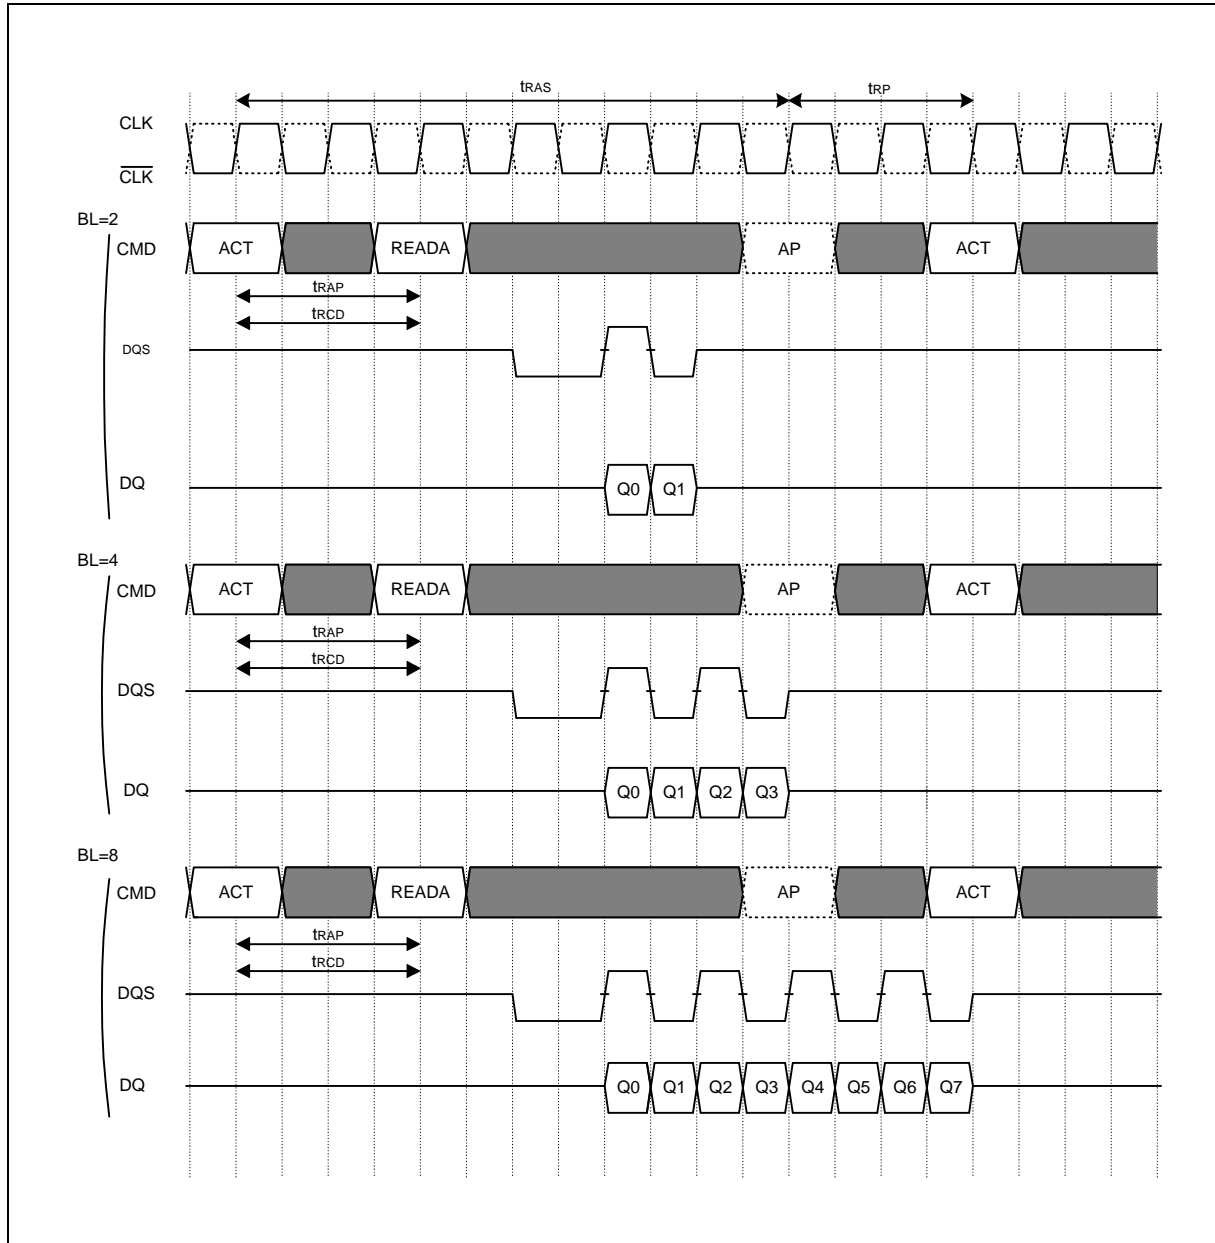 tRAS tRP
CLK
CLK
BL=2
CMD ACT READA AP ACT
tRAP
tRCD
DQS
DQ Q0 Q1
BL=4
CMD ACT READA AP ACT
tRAP
tRCD
DQS
DQ Q0 Q1 Q2 Q3
BL=8
CMD ACT READA AP ACT
tRAP
tRCD
DQS
DQ Q0 Q1 Q2 Q3 Q4 Q5 Q6 Q7